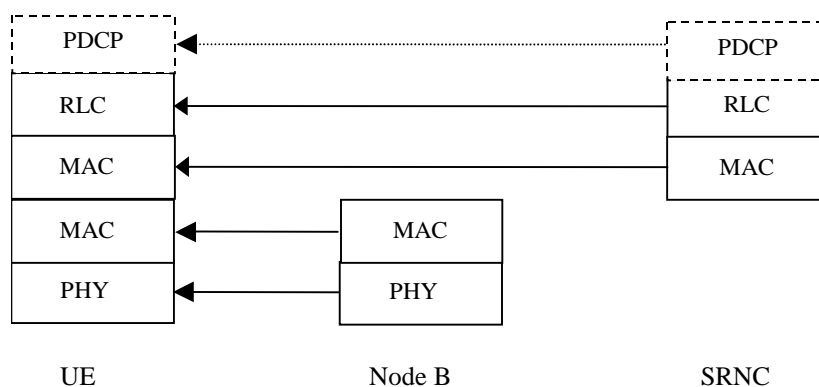 PDCP PDCP
RLC RLC
MAC MAC
MAC MAC
PHY PHY
UE Node B SRNC